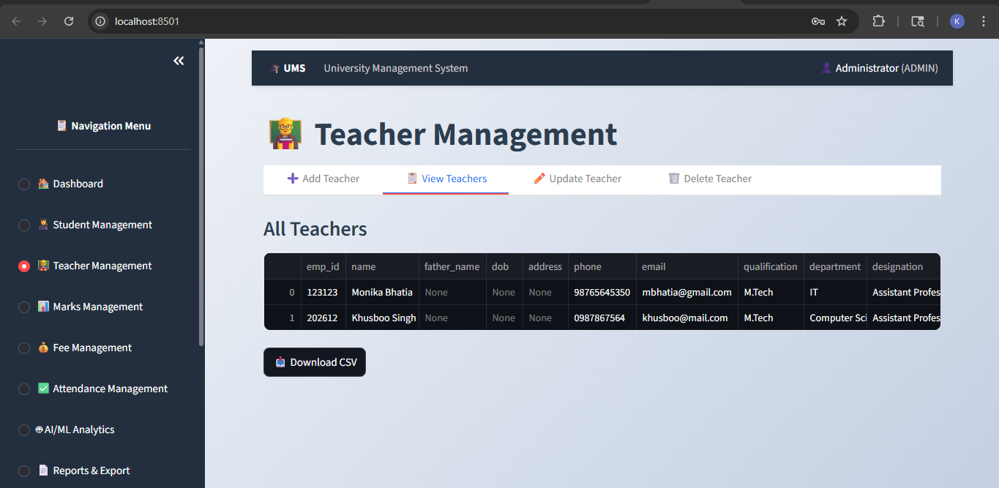 localhost:8501
K
UMS University Management System
Administrator (ADMIN)
Navigation Menu
Dashboard
Student Management
Teacher Management
Marks Management
Fee Management
Attendance Management
AI/ML Analytics
Reports & Export
Teacher Management
Add Teacher View Teachers Update Teacher Delete Teacher
All Teachers
emp_id name father_name dob address phone email qualification department designation
0 123123 Monika Bhatia None None None 98765645350 mbhatia@gmail.com M.Tech IT Assistant Profes
1 202612 Khusboo Singh None None None 0987867564 khusboo@mail.com M.Tech Computer Sci Assistant Profes
Download CSV